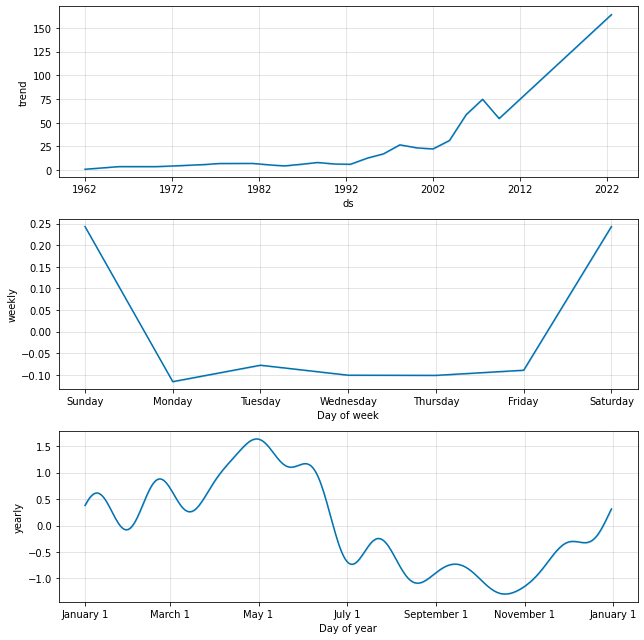 150
125
100
75
50
25
0
trend
1962 1972 1982 1992 2002 2012 2022
ds
0.25
0.20
0.15
0.10
0.05
0.00
−0.05
−0.10
weekly
Sunday Monday Tuesday Wednesday Thursday Friday Saturday
Day of week
1.5
1.0
0.5
0.0
−0.5
−1.0
yearly
January 1 March 1 May 1 July 1 September 1 November 1 January 1
Day of year